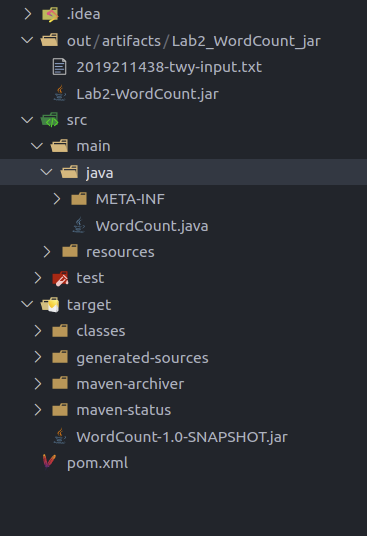 .idea
out/artifacts/Lab2_WordCount_jar
2019211438-twy-input.txt
Lab2-WordCount.jar
src
main
java
META-INF
WordCount.java
resources
test
target
classes
generated-sources
maven-archiver
maven-status
WordCount-1.0-SNAPSHOT.jar
pom.xml